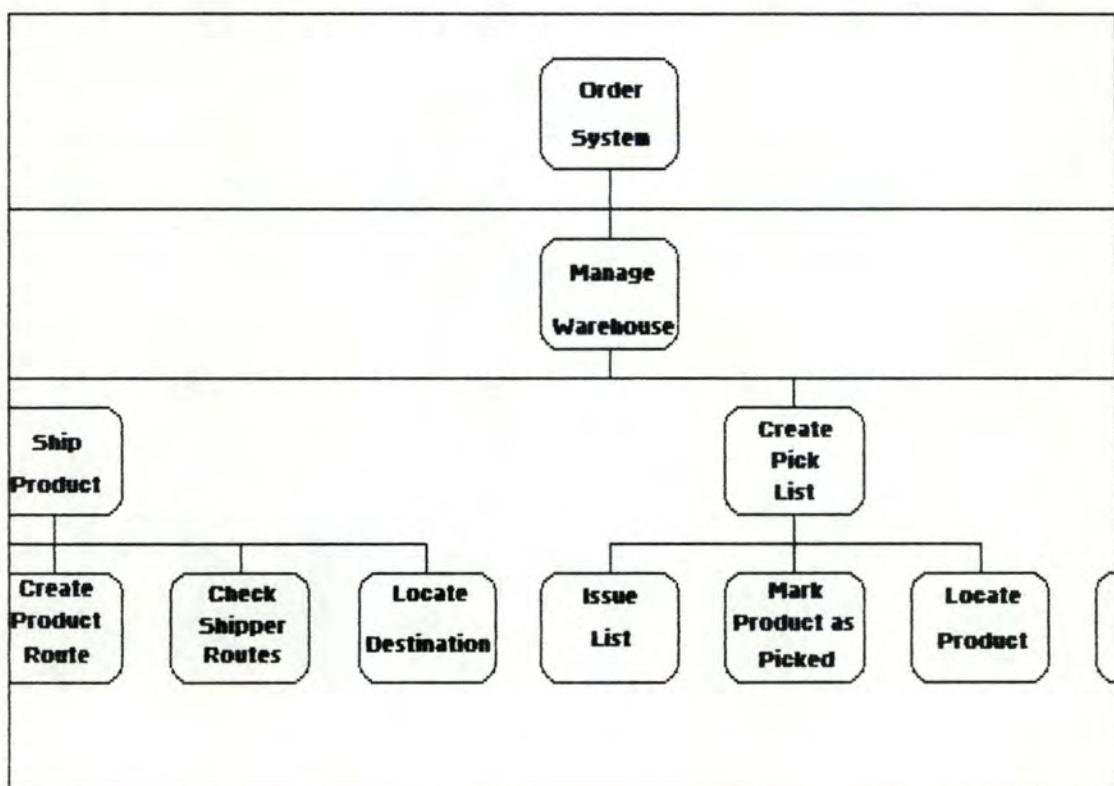 Order
System
Manage
Warehouse
Ship
Product
Create
Pick
List
Create
Product
Route
Check
Shipper
Routes
Locate
Destination
Issue
List
Mark
Product as
Picked
Locate
Product